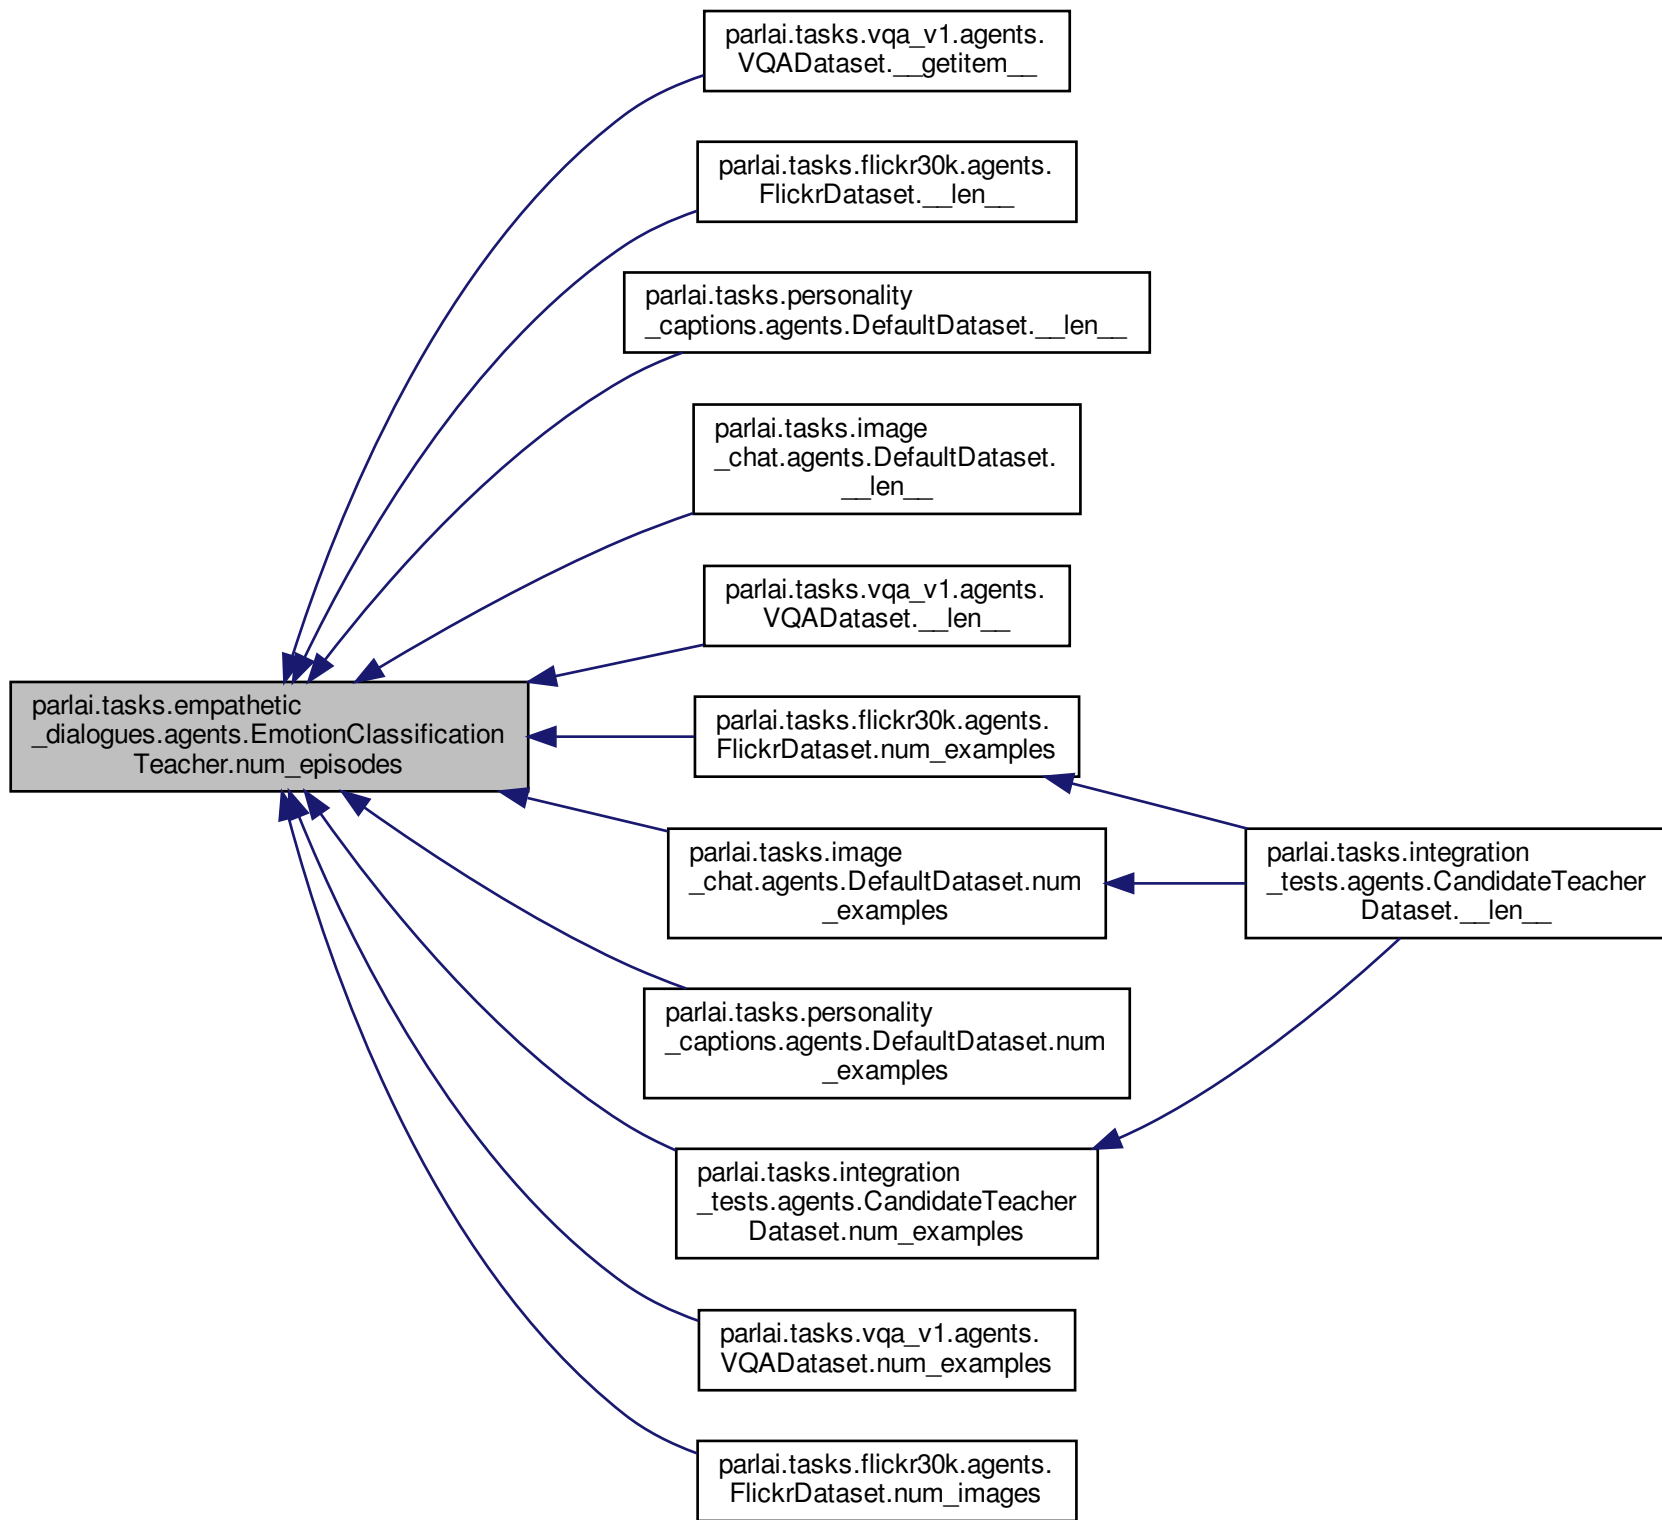 parlai.tasks.vqa_v1.agents.
VQADataset.__getitem__
parlai.tasks.flickr30k.agents.
FlickrDataset.__len__
parlai.tasks.personality
_captions.agents.DefaultDataset.__len__
parlai.tasks.image
_chat.agents.DefaultDataset.
__len__
parlai.tasks.vqa_v1.agents.
VQADataset.__len__
parlai.tasks.empathetic
_dialogues.agents.EmotionClassification
Teacher.num_episodes
parlai.tasks.flickr30k.agents.
FlickrDataset.num_examples
parlai.tasks.image
_chat.agents.DefaultDataset.num
_examples
parlai.tasks.integration
_tests.agents.CandidateTeacher
Dataset.__len__
parlai.tasks.personality
_captions.agents.DefaultDataset.num
_examples
parlai.tasks.integration
_tests.agents.CandidateTeacher
Dataset.num_examples
parlai.tasks.vqa_v1.agents.
VQADataset.num_examples
parlai.tasks.flickr30k.agents.
FlickrDataset.num_images